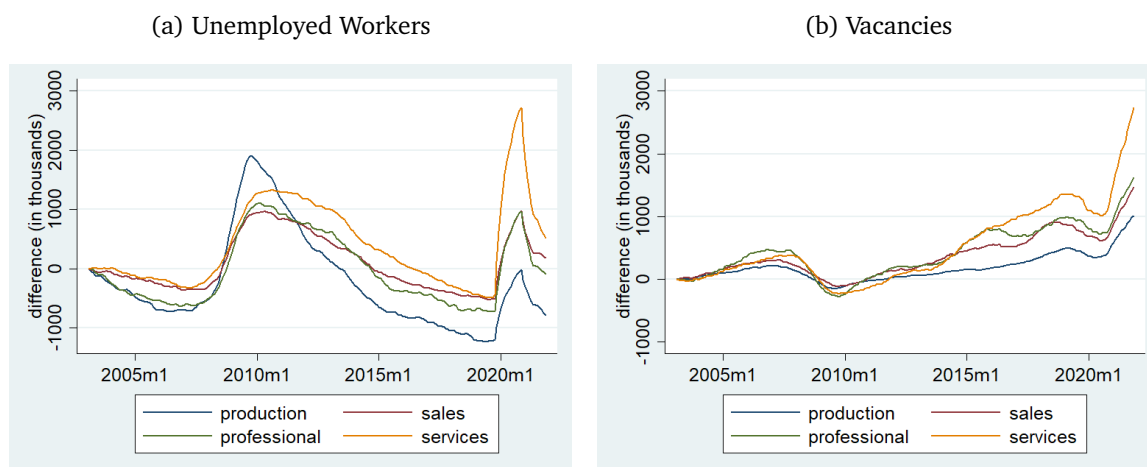 (a) Unemployed Workers
difference (in thousands)
3000
2000
1000
0
-1000
2005m1 2010m1 2015m1 2020m1
production sales
professional services
(b) Vacancies
difference (in thousands)
3000
2000
1000
0
-1000
2005m1 2010m1 2015m1 2020m1
production sales
professional services